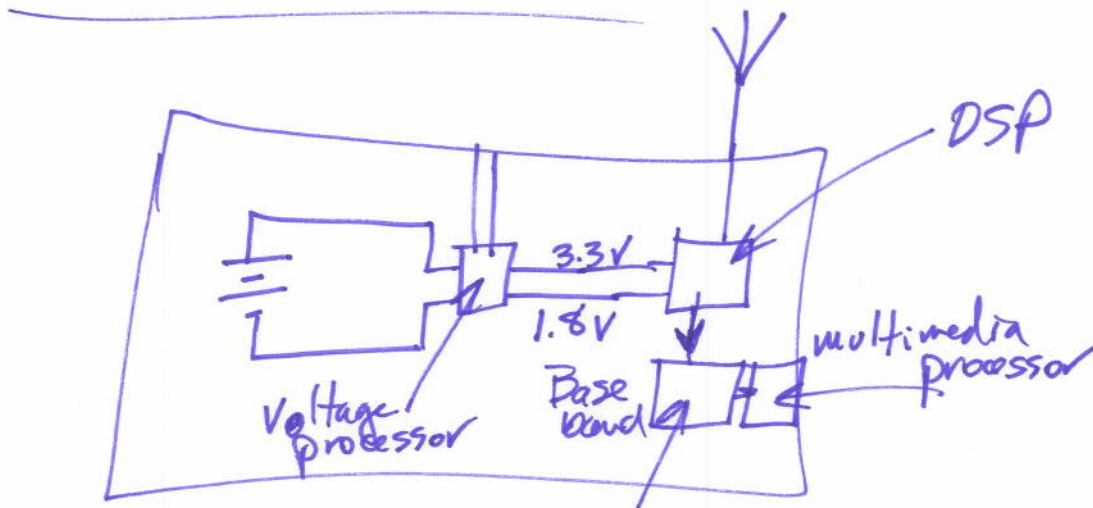 DSP
3.3V
1.8V
multimedia
processor
Base
band
Voltage
processor